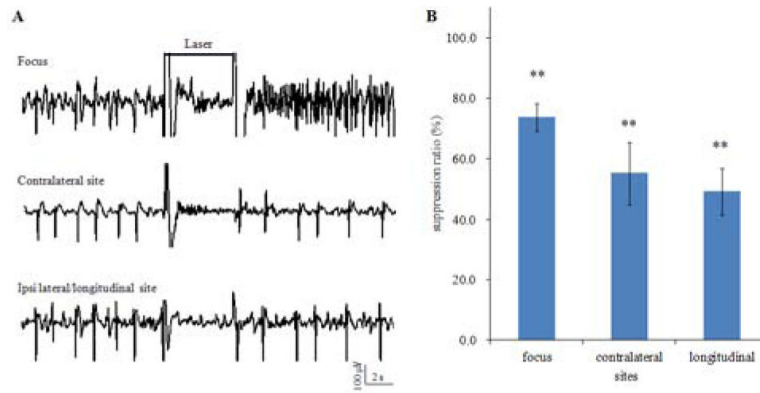 A
Laser
Focus
Contralateral site
Ipsi lateral/longitudinal site
100 μV
2 s
B
suppression ratio (%)
100.0
80.0
60.0
40.0
20.0
0.0
**
**
**
focus
contralateral
sites
longitudinal